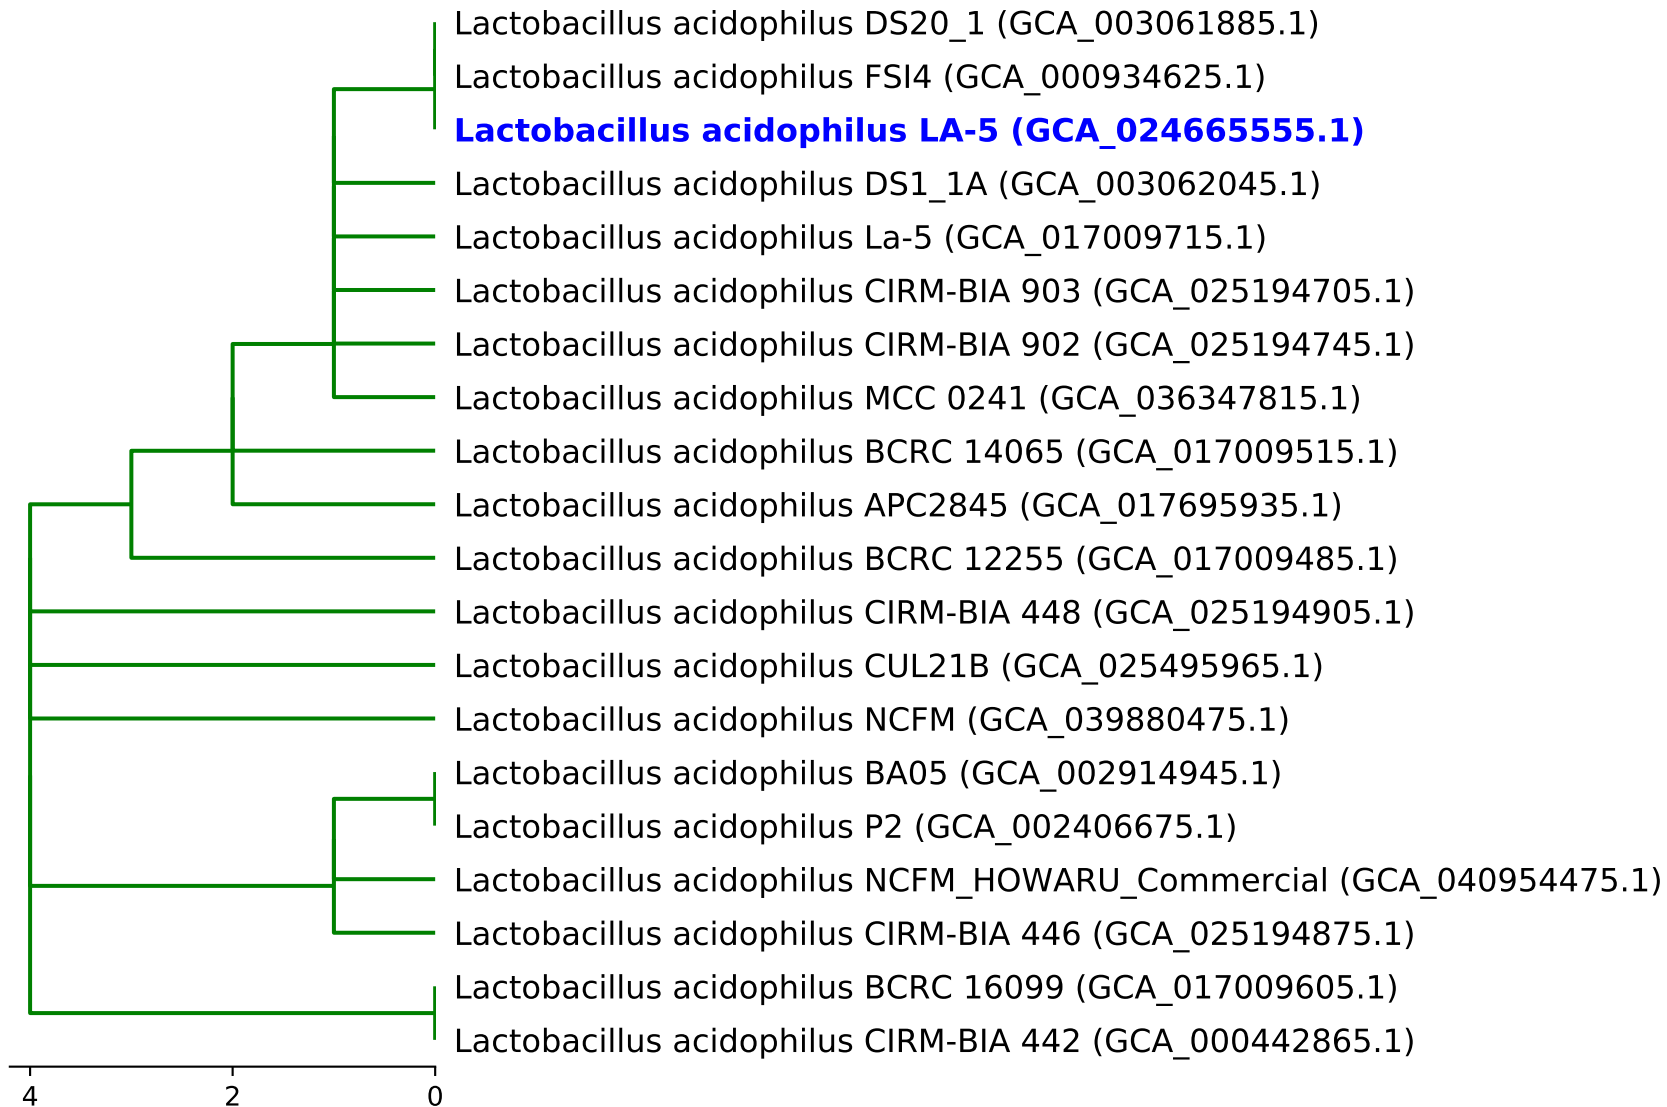 Lactobacillus acidophilus DS20_1 (GCA_003061885.1)
Lactobacillus acidophilus FSI4 (GCA_000934625.1)
Lactobacillus acidophilus LA-5 (GCA_024665555.1)
Lactobacillus acidophilus DS1_1A (GCA_003062045.1)
Lactobacillus acidophilus La-5 (GCA_017009715.1)
Lactobacillus acidophilus CIRM-BIA 903 (GCA_025194705.1)
Lactobacillus acidophilus CIRM-BIA 902 (GCA_025194745.1)
Lactobacillus acidophilus MCC 0241 (GCA_036347815.1)
Lactobacillus acidophilus BCRC 14065 (GCA_017009515.1)
Lactobacillus acidophilus APC2845 (GCA_017695935.1)
Lactobacillus acidophilus BCRC 12255 (GCA_017009485.1)
Lactobacillus acidophilus CIRM-BIA 448 (GCA_025194905.1)
Lactobacillus acidophilus CUL21B (GCA_025495965.1)
Lactobacillus acidophilus NCFM (GCA_039880475.1)
Lactobacillus acidophilus BA05 (GCA_002914945.1)
Lactobacillus acidophilus P2 (GCA_002406675.1)
Lactobacillus acidophilus NCFM_HOWARU_Commercial (GCA_040954475.1)
Lactobacillus acidophilus CIRM-BIA 446 (GCA_025194875.1)
Lactobacillus acidophilus BCRC 16099 (GCA_017009605.1)
Lactobacillus acidophilus CIRM-BIA 442 (GCA_000442865.1)
4 2 0